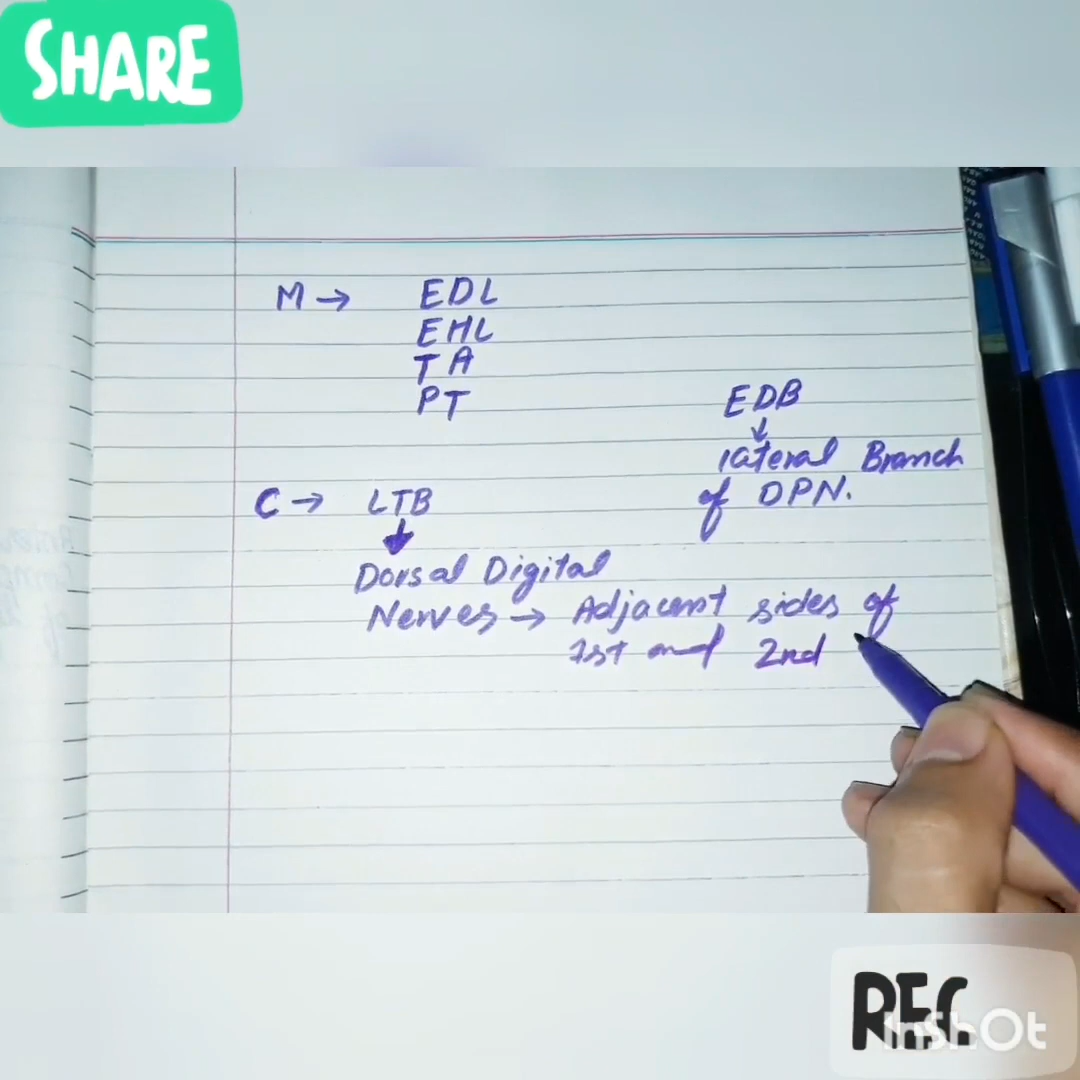 SHARE
M → EDL
EHL
TA
PT
EDB
↓
lateral Branch
of DPN.
C → LTB
↓
Dorsal Digital
Nerves → Adjacent sides of
1st and 2nd
REC
InShOt